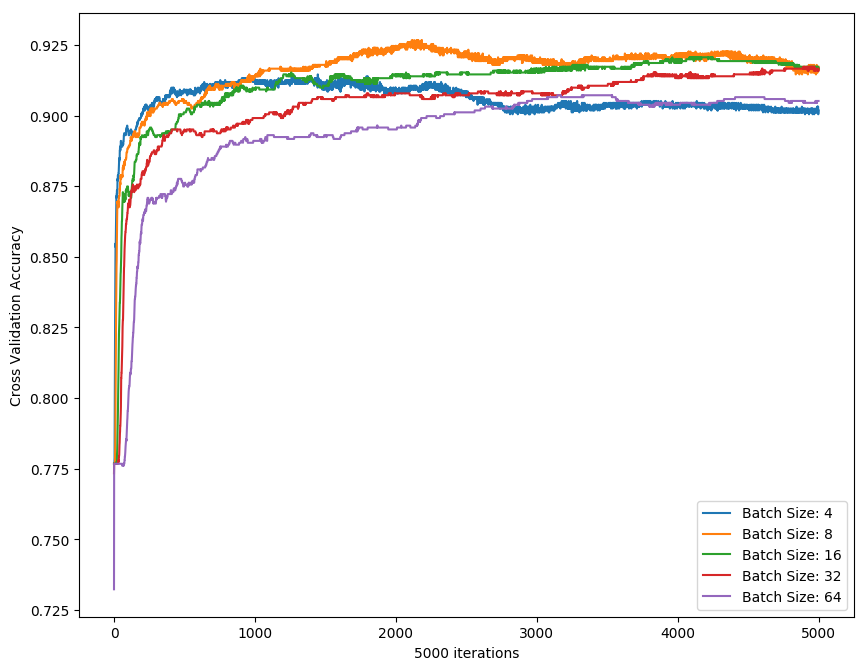 0.925
0.900
0.875
0.850
0.825
0.800
0.775
0.750
0.725
Cross Validation Accuracy
0 1000 2000 3000 4000 5000
5000 iterations
Batch Size: 4
Batch Size: 8
Batch Size: 16
Batch Size: 32
Batch Size: 64